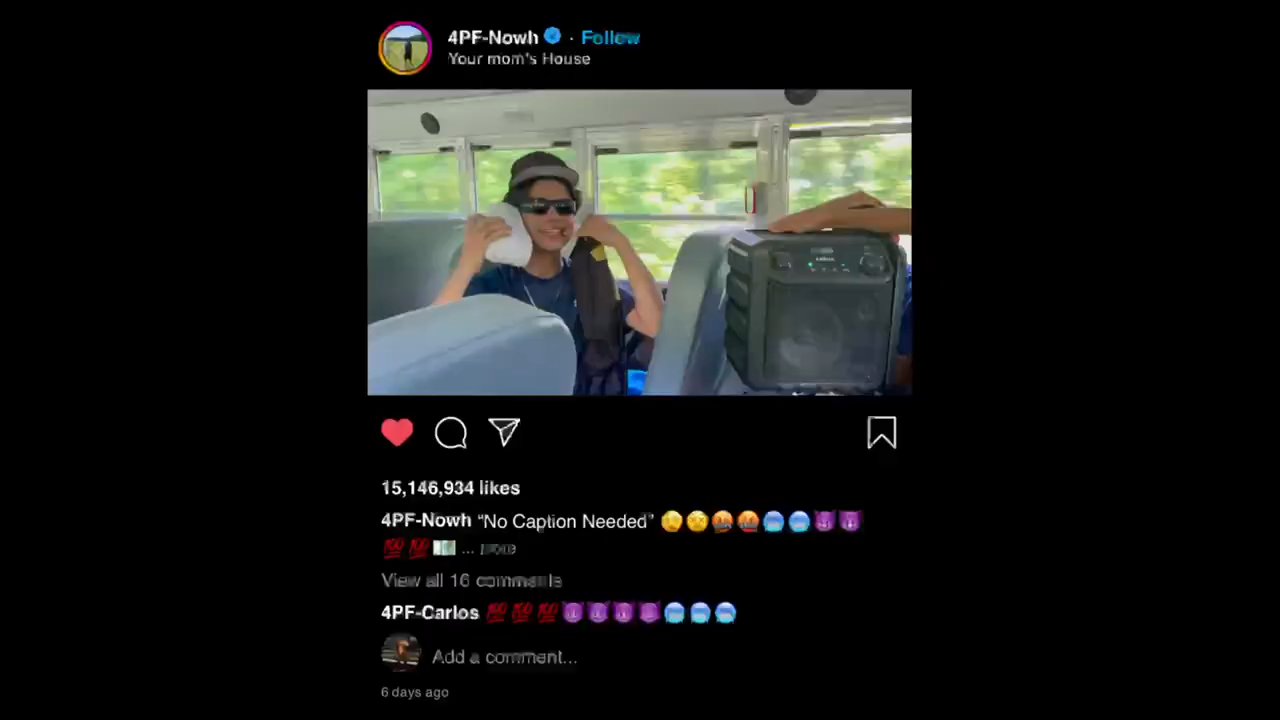 4PF-Nowh · Follow
Your mom's House
15,146,934 likes
4PF-Nowh “No Caption Needed” 
💯💯 ... more
View all 16 comments
4PF-Carlos 💯💯💯😈😈😈😈🥶🥶🥶
Add a comment...
6 days ago